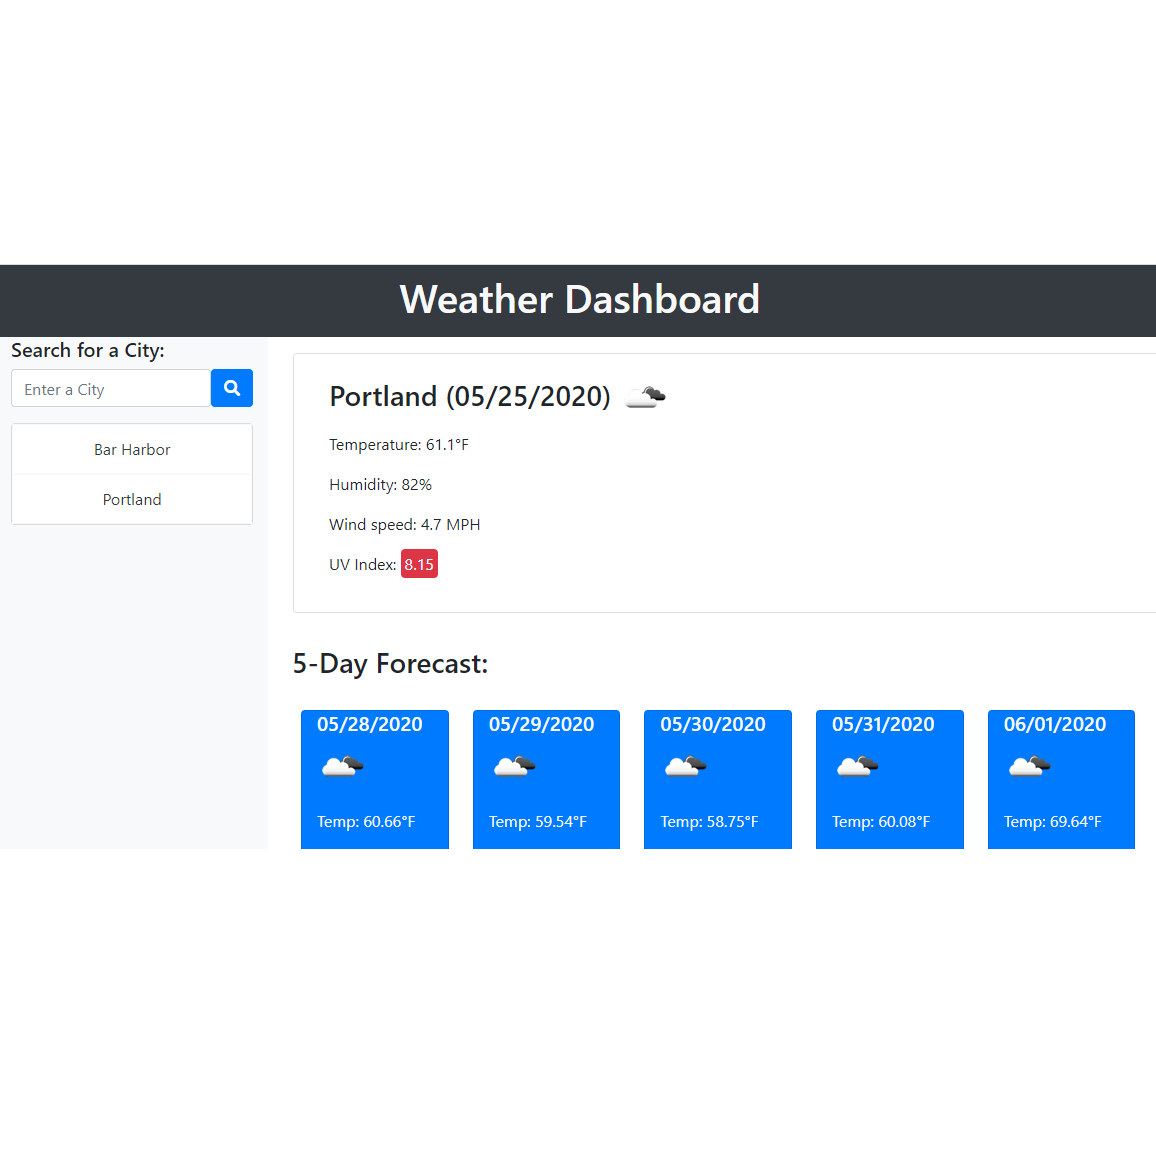 Weather Dashboard
Search for a City:
Enter a City
Bar Harbor
Portland
Portland (05/25/2020)
Temperature: 61.1°F
Humidity: 82%
Wind speed: 4.7 MPH
UV Index: 8.15
5-Day Forecast:
05/28/2020
Temp: 60.66°F
05/29/2020
Temp: 59.54°F
05/30/2020
Temp: 58.75°F
05/31/2020
Temp: 60.08°F
06/01/2020
Temp: 69.64°F